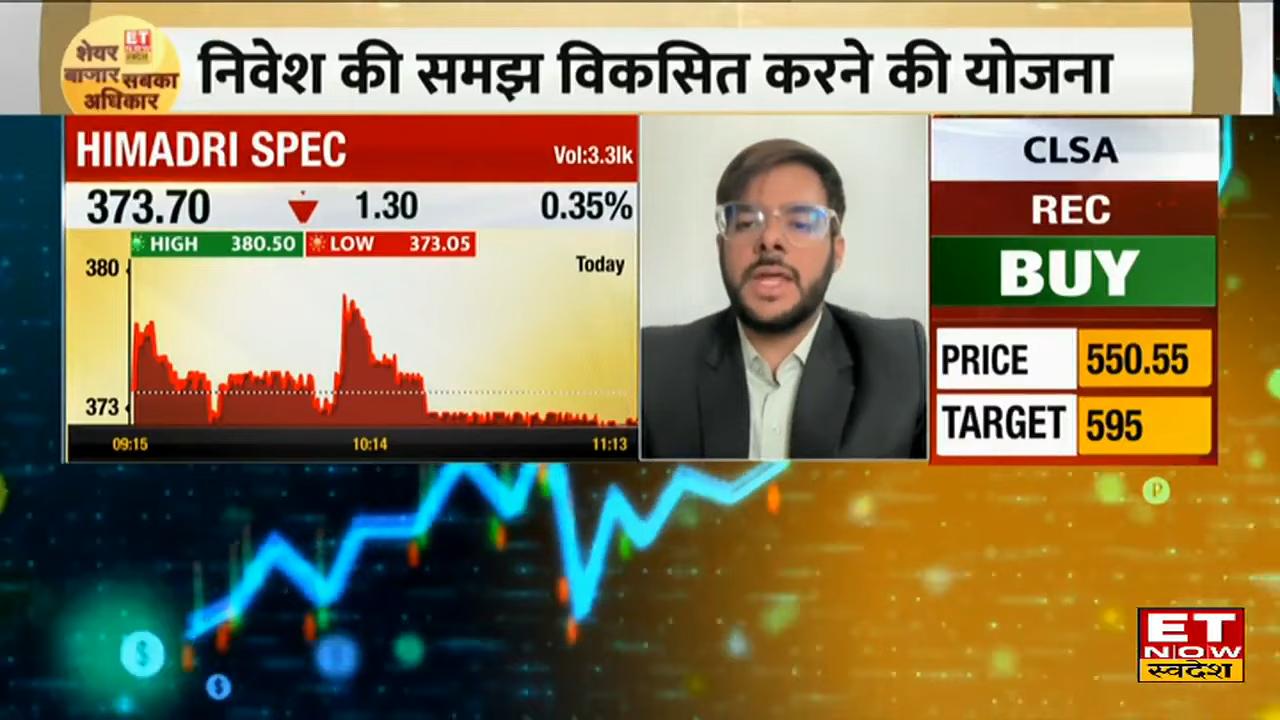 शेयर
बाजार सबका
अधिकार
ET
NOW
स्वदेश
निवेश की समझ विकसित करने की योजना
HIMADRI SPEC
Vol:3.3lk
373.70 1.30 0.35%
HIGH 380.50 LOW 373.05
380
Today
373
09:15 10:14 11:13
CLSA
REC
BUY
PRICE 550.55
TARGET 595
P
$
$
ET
NOW
स्वदेश